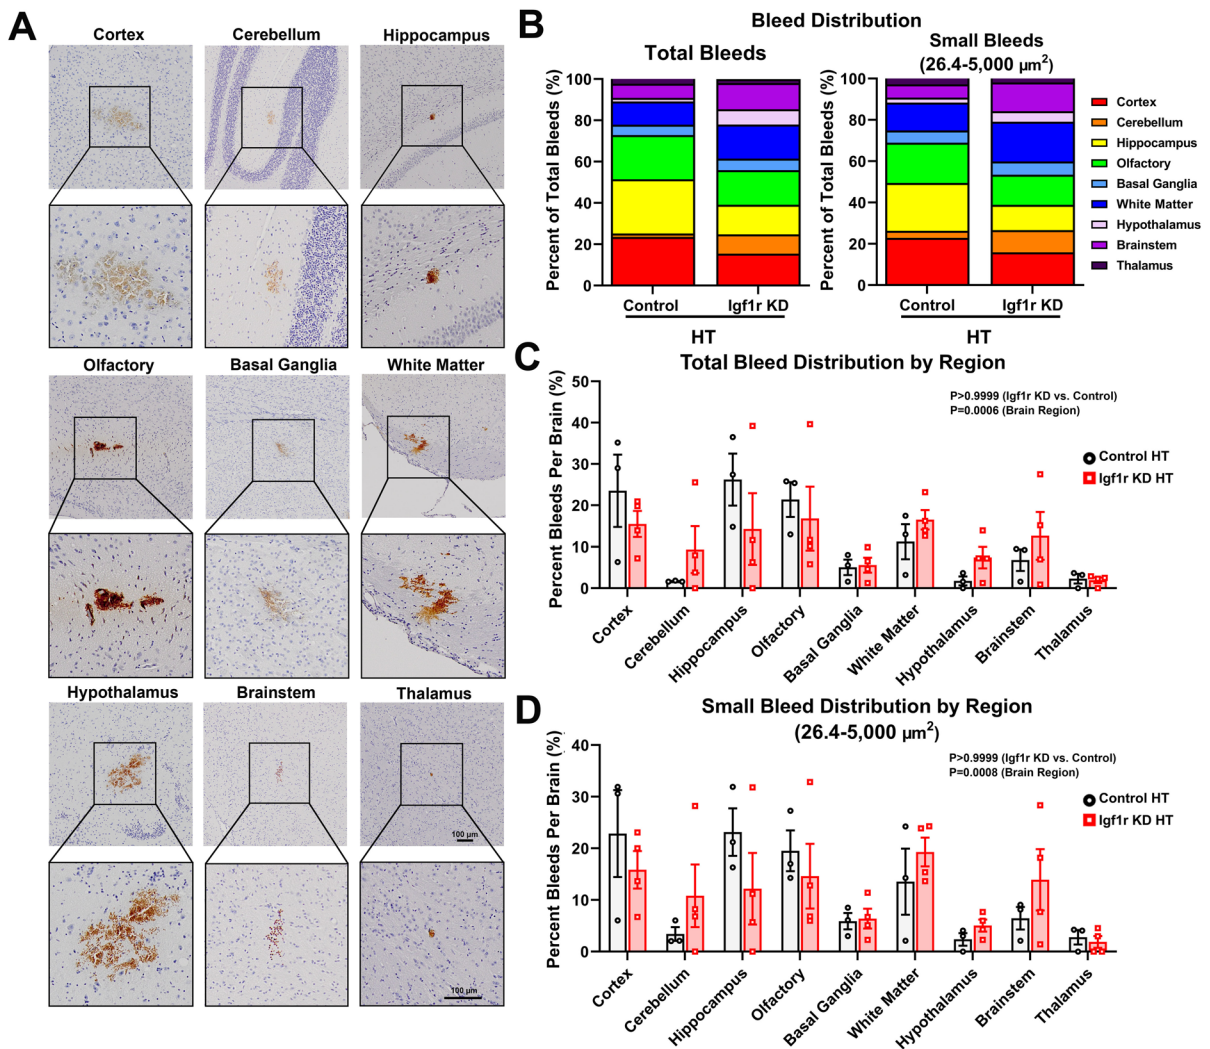 A
Cortex
Cerebellum
Hippocampus
Olfactory
Basal Ganglia
White Matter
Hypothalamus
Brainstem
Thalamus
100 µm
100 µm
B
Bleed Distribution
Total Bleeds
Percent of Total Bleeds (%)
100
80
60
40
20
0
Control
Igf1r KD
HT
Small Bleeds
(26.4-5,000 µm²)
Percent of Total Bleeds (%)
100
80
60
40
20
0
Control
Igf1r KD
HT
Cortex
Cerebellum
Hippocampus
Olfactory
Basal Ganglia
White Matter
Hypothalamus
Brainstem
Thalamus
C
Total Bleed Distribution by Region
Percent Bleeds Per Brain (%)
50
40
30
20
10
0
P>0.9999 (Igf1r KD vs. Control)
P=0.0006 (Brain Region)
Control HT
Igf1r KD HT
Cortex
Cerebellum
Hippocampus
Olfactory
Basal Ganglia
White Matter
Hypothalamus
Brainstem
Thalamus
D
Small Bleed Distribution by Region
(26.4-5,000 µm²)
Percent Bleeds Per Brain (%)
40
30
20
10
0
P>0.9999 (Igf1r KD vs. Control)
P=0.0008 (Brain Region)
Control HT
Igf1r KD HT
Cortex
Cerebellum
Hippocampus
Olfactory
Basal Ganglia
White Matter
Hypothalamus
Brainstem
Thalamus